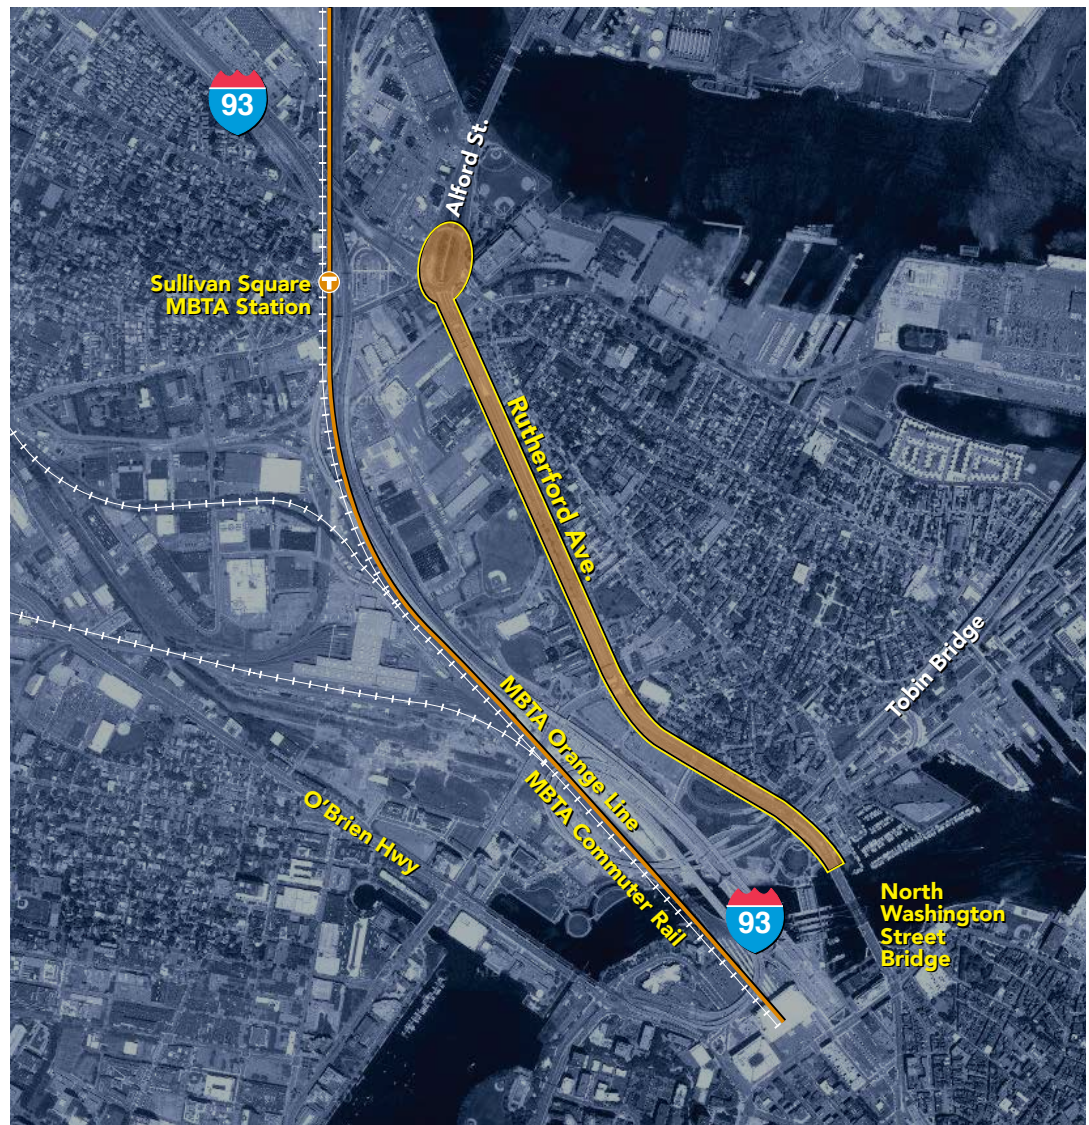 93
Alford St.
Sullivan Square
MBTA Station
T
Rutherford Ave.
Tobin Bridge
MBTA Orange Line
MBTA Commuter Rail
O'Brien Hwy
93
North
Washington
Street
Bridge